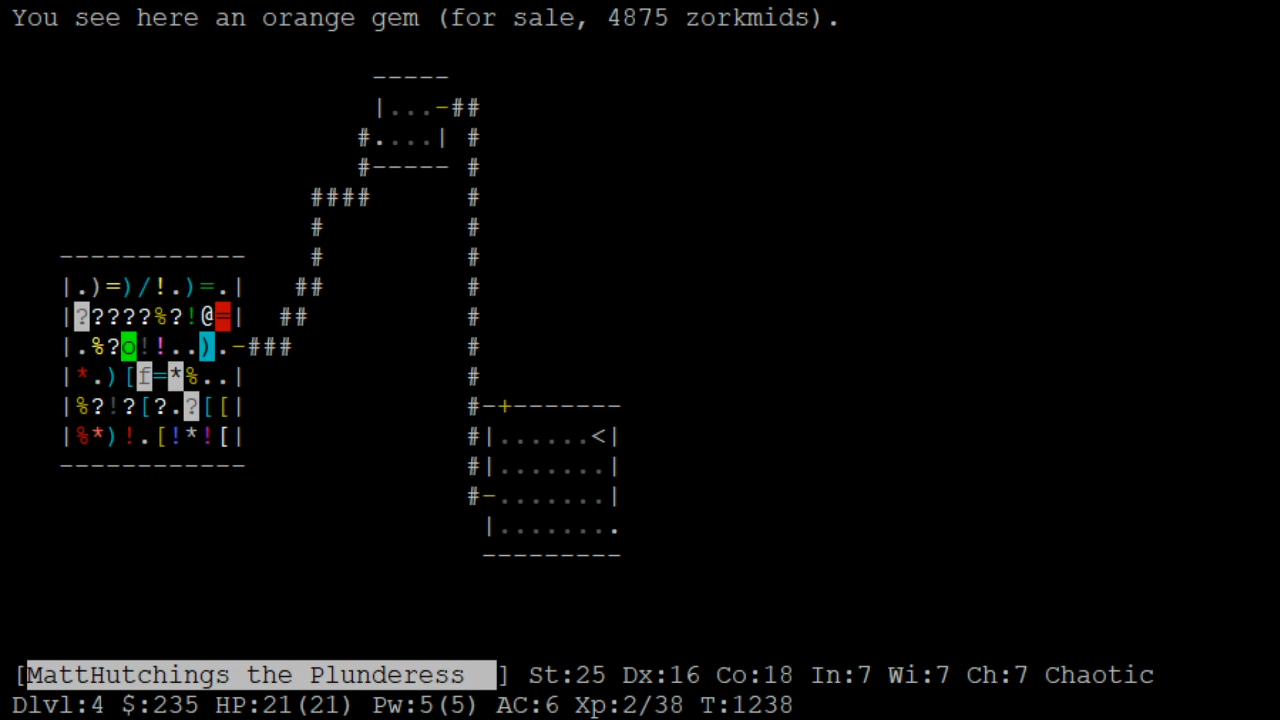 You see here an orange gem (for sale, 4875 zorkmids).
-----
|...-##
#....| #
#----- #
#### #
# #
------------ # #
|.)=)/!.)=.| ## #
|?????%?!@=| ## #
|.%?o!!..).-### #
|*.)[f=*%..| #
|%?!?[?.?[[| #-+-------
|%*)!.[!*![| #|......<|
------------ #|.......|
#-.......|
|........
---------
[MattHutchings the Plunderess ] St:25 Dx:16 Co:18 In:7 Wi:7 Ch:7 Chaotic
Dlvl:4 $:235 HP:21(21) Pw:5(5) AC:6 Xp:2/38 T:1238